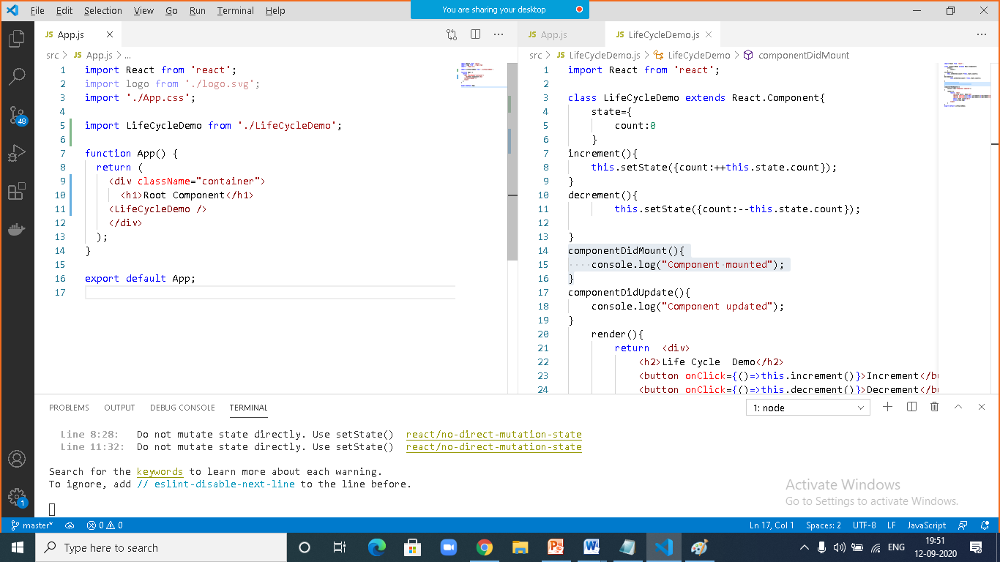 File Edit Selection View Go Run Terminal Help
You are sharing your desktop
JS App.js
JS App.js
JS LifeCycleDemo.js
src > JS App.js > ...
1 import React from 'react';
2 import logo from './logo.svg';
3 import './App.css';
4
5 import LifeCycleDemo from './LifeCycleDemo';
6
7 function App() {
8 return (
9 <div className="container">
10 <h1>Root Component</h1>
11 <LifeCycleDemo />
12 </div>
13 );
14 }
15
16 export default App;
17
src > JS LifeCycleDemo.js > LifeCycleDemo > componentDidMount
1 import React from 'react';
2
3 class LifeCycleDemo extends React.Component{
4 state={
5 count:0
6 }
7 increment(){
8 this.setState({count:++this.state.count});
9 }
10 decrement(){
11 this.setState({count:--this.state.count});
12
13 }
14 componentDidMount(){
15 ····console.log("Component·mounted");
16 }
17 componentDidUpdate(){
18 console.log("Component updated");
19 }
20 render(){
21 return <div>
22 <h2>Life Cycle Demo</h2>
23 <button onClick={()=>this.increment()}>Increment</bu
24 <button onClick={()=>this.decrement()}>Decrement</bu
PROBLEMS OUTPUT DEBUG CONSOLE TERMINAL
1: node
Line 8:28: Do not mutate state directly. Use setState() react/no-direct-mutation-state
Line 11:32: Do not mutate state directly. Use setState() react/no-direct-mutation-state
Search for the keywords to learn more about each warning.
To ignore, add // eslint-disable-next-line to the line before.
Activate Windows
Go to Settings to activate Windows.
48
1
master* 0 0
Ln 17, Col 1 Spaces: 2 UTF-8 LF JavaScript
Type here to search
ENG
19:51
12-09-2020